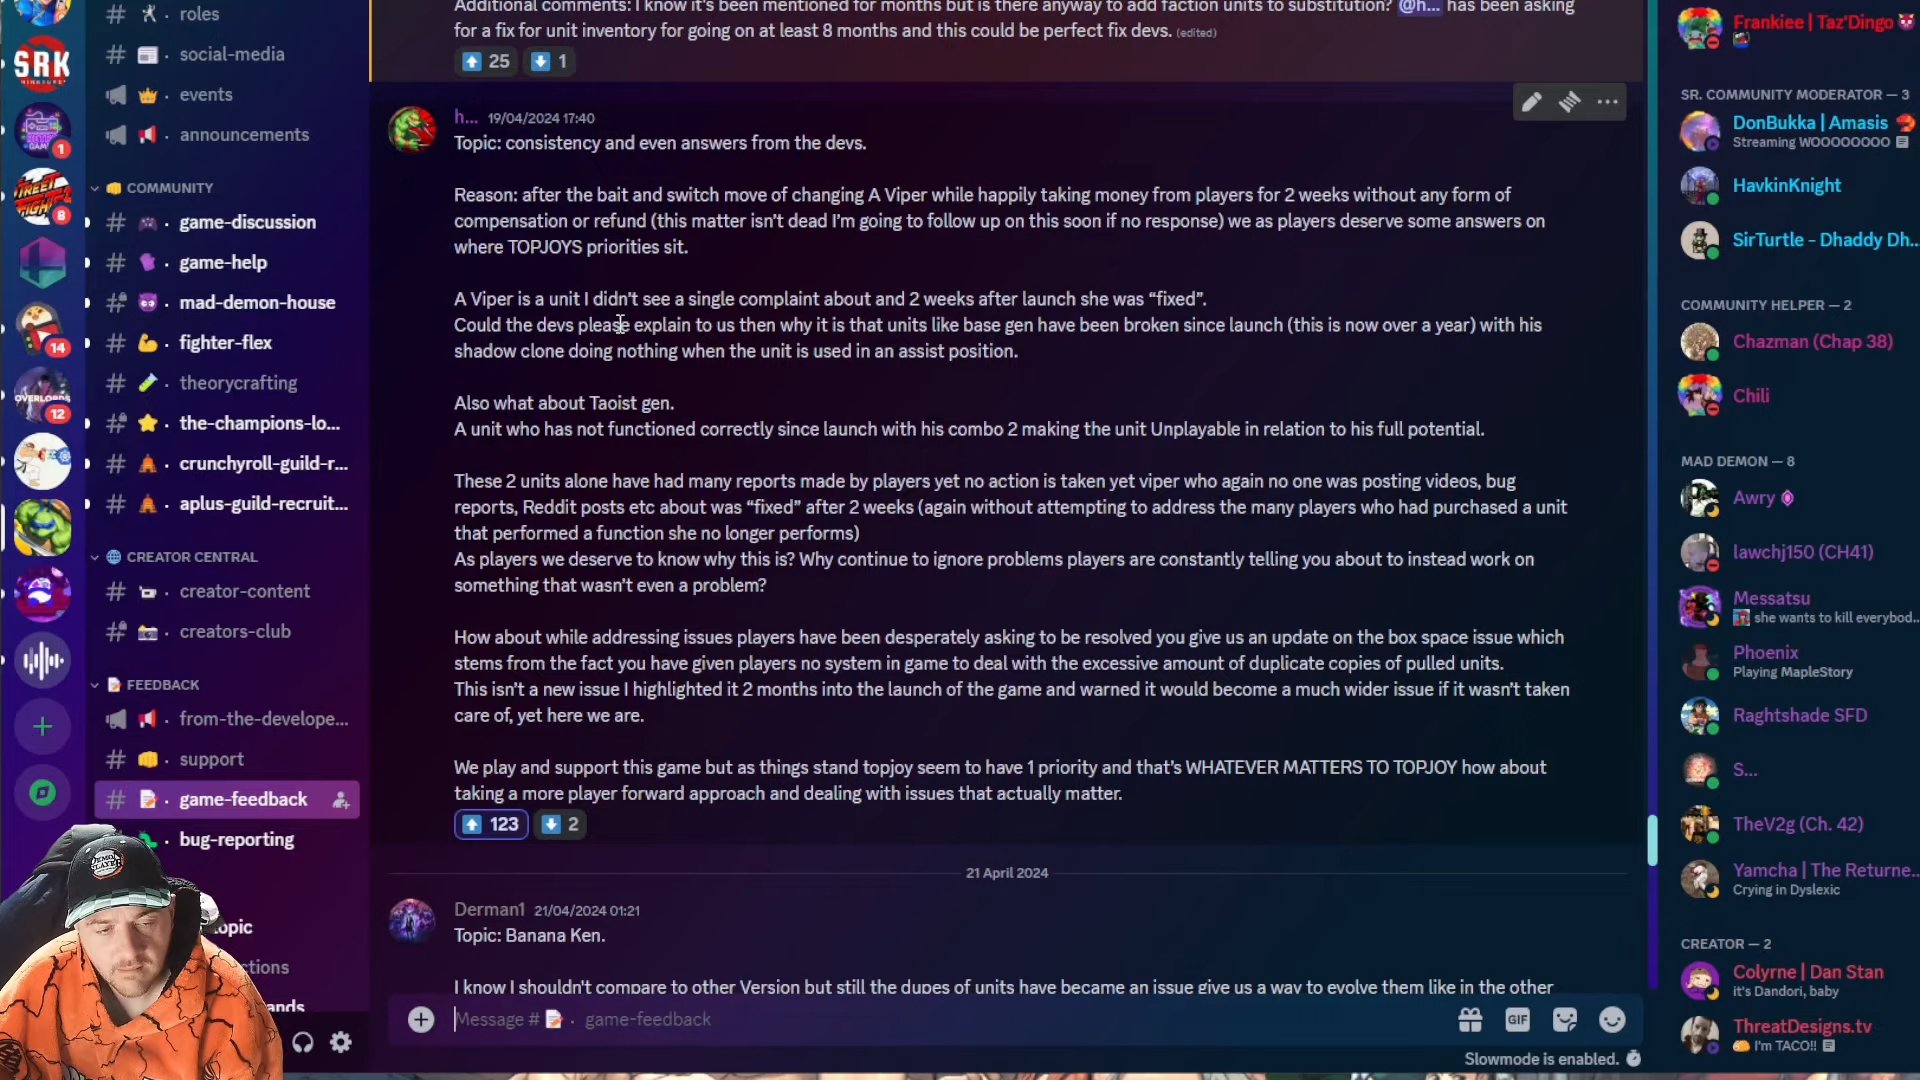 roles
social-media
events
announcements
COMMUNITY
game-discussion
game-help
mad-demon-house
fighter-flex
theorycrafting
the-champions-lo...
crunchyroll-guild-r...
aplus-guild-recruit...
CREATOR CENTRAL
creator-content
creators-club
FEEDBACK
from-the-develope...
support
game-feedback
bug-reporting
opic
ctions
ands
SRK
1
STREET FIGHTER
8
14
OVERLORDS
12
Additional comments: I know it's been mentioned for months but is there anyway to add faction units to substitution? @h... has been asking
for a fix for unit inventory for going on at least 8 months and this could be perfect fix devs. (edited)
25 1
h... 19/04/2024 17:40
Topic: consistency and even answers from the devs.
Reason: after the bait and switch move of changing A Viper while happily taking money from players for 2 weeks without any form of
compensation or refund (this matter isn't dead I'm going to follow up on this soon if no response) we as players deserve some answers on
where TOPJOYS priorities sit.
A Viper is a unit I didn't see a single complaint about and 2 weeks after launch she was “fixed”.
Could the devs please explain to us then why it is that units like base gen have been broken since launch (this is now over a year) with his
shadow clone doing nothing when the unit is used in an assist position.
Also what about Taoist gen.
A unit who has not functioned correctly since launch with his combo 2 making the unit Unplayable in relation to his full potential.
These 2 units alone have had many reports made by players yet no action is taken yet viper who again no one was posting videos, bug
reports, Reddit posts etc about was “fixed” after 2 weeks (again without attempting to address the many players who had purchased a unit
that performed a function she no longer performs)
As players we deserve to know why this is? Why continue to ignore problems players are constantly telling you about to instead work on
something that wasn't even a problem?
How about while addressing issues players have been desperately asking to be resolved you give us an update on the box space issue which
stems from the fact you have given players no system in game to deal with the excessive amount of duplicate copies of pulled units.
This isn't a new issue I highlighted it 2 months into the launch of the game and warned it would become a much wider issue if it wasn't taken
care of, yet here we are.
We play and support this game but as things stand topjoy seem to have 1 priority and that's WHATEVER MATTERS TO TOPJOY how about
taking a more player forward approach and dealing with issues that actually matter.
123 2
21 April 2024
Derman1 21/04/2024 01:21
Topic: Banana Ken.
I know I shouldn't compare to other Version but still the dupes of units have became an issue give us a way to evolve them like in the other
Message # game-feedback
GIF
Slowmode is enabled.
Frankiee | Taz'Dingo
SR. COMMUNITY MODERATOR — 3
DonBukka | Amasis
Streaming WOOOOOOOO
HavkinKnight
SirTurtle - Dhaddy Dh...
COMMUNITY HELPER — 2
Chazman (Chap 38)
Chili
MAD DEMON — 8
Awry
lawchj150 (CH41)
Messatsu
she wants to kill everybod...
Phoenix
Playing MapleStory
Raghtshade SFD
S...
TheV2g (Ch. 42)
Yamcha | The Returne...
Crying in Dyslexic
CREATOR — 2
Colyrne | Dan Stan
it's Dandori, baby
ThreatDesigns.tv
I'm TACO!!